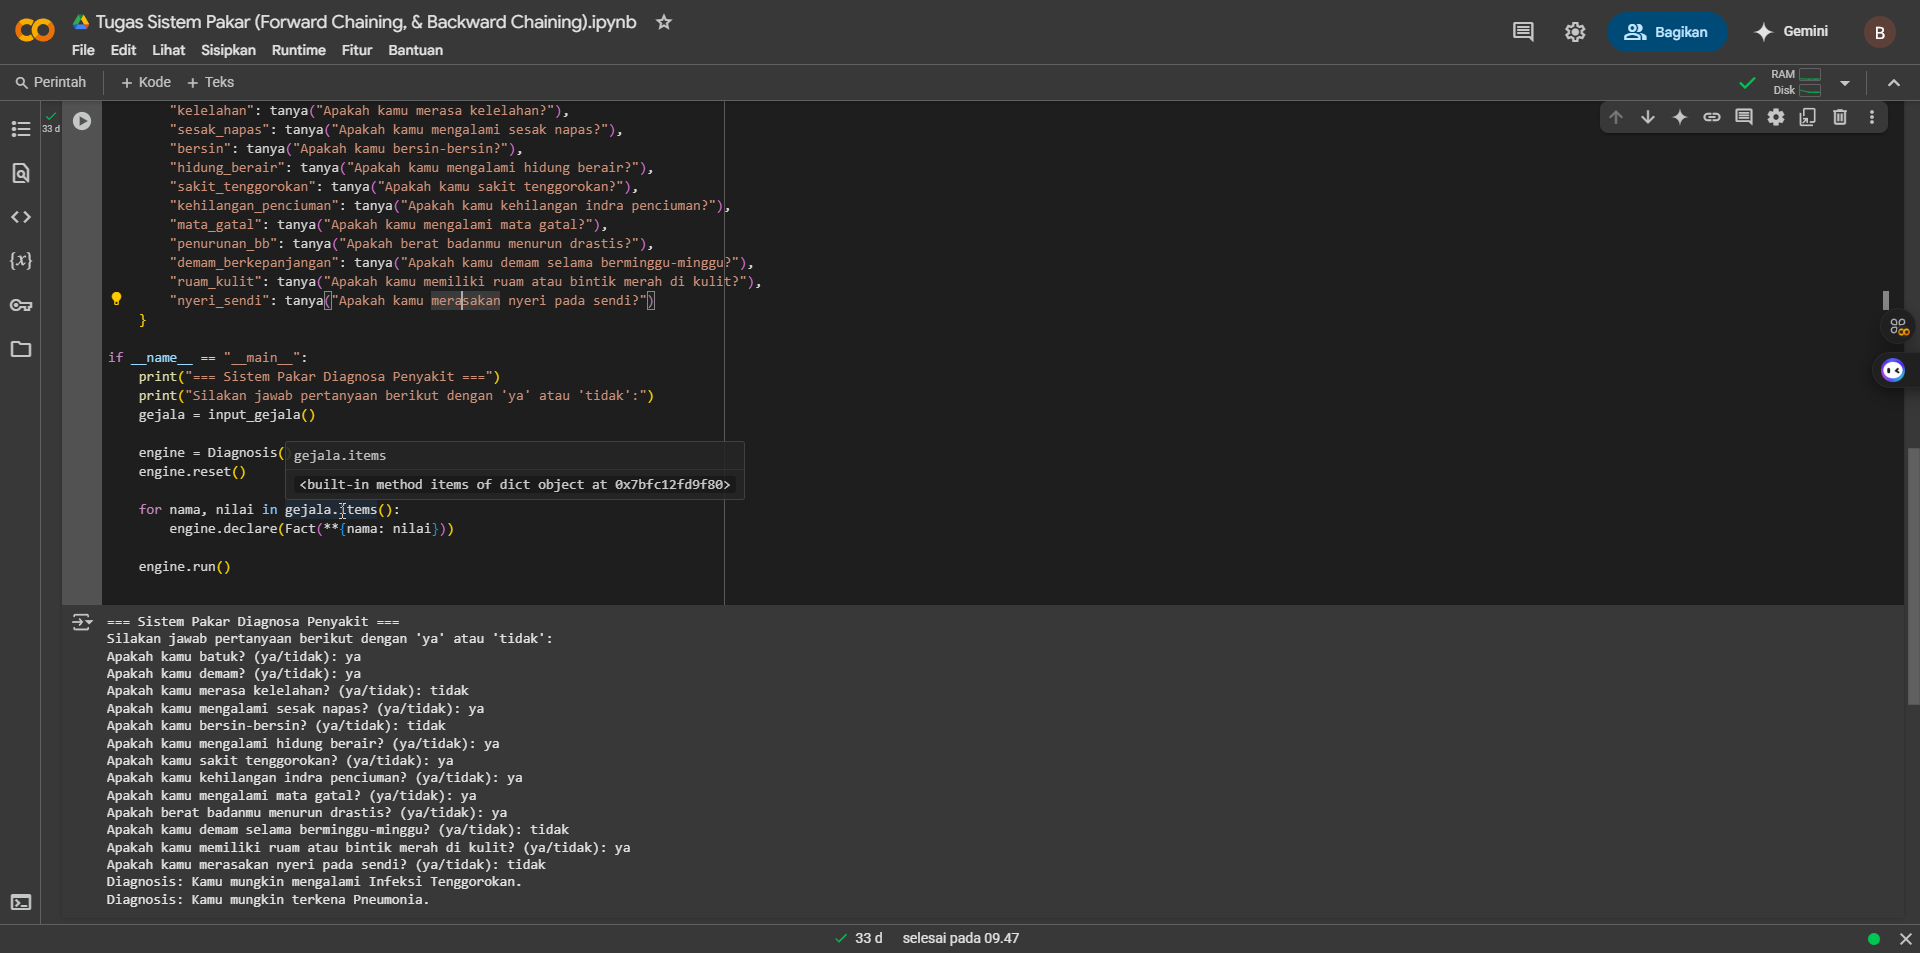 Tugas Sistem Pakar (Forward Chaining, & Backward Chaining).ipynb
File Edit Lihat Sisipkan Runtime Fitur Bantuan
Bagikan
Gemini
B
Perintah + Kode + Teks
RAM
Disk
33 d
"kelelahan": tanya("Apakah kamu merasa kelelahan?"),
"sesak_napas": tanya("Apakah kamu mengalami sesak napas?"),
"bersin": tanya("Apakah kamu bersin-bersin?"),
"hidung_berair": tanya("Apakah kamu mengalami hidung berair?"),
"sakit_tenggorokan": tanya("Apakah kamu sakit tenggorokan?"),
"kehilangan_penciuman": tanya("Apakah kamu kehilangan indra penciuman?"),
"mata_gatal": tanya("Apakah kamu mengalami mata gatal?"),
"penurunan_bb": tanya("Apakah berat badanmu menurun drastis?"),
"demam_berkepanjangan": tanya("Apakah kamu demam selama berminggu-minggu?"),
"ruam_kulit": tanya("Apakah kamu memiliki ruam atau bintik merah di kulit?"),
"nyeri_sendi": tanya("Apakah kamu merasakan nyeri pada sendi?")
}
if __name__ == "__main__":
print("=== Sistem Pakar Diagnosa Penyakit ===")
print("Silakan jawab pertanyaan berikut dengan 'ya' atau 'tidak':")
gejala = input_gejala()
engine = Diagnosis(
gejala.items
engine.reset()
<built-in method items of dict object at 0x7bfc12fd9f80>
for nama, nilai in gejala.items():
engine.declare(Fact(**{nama: nilai}))
engine.run()
=== Sistem Pakar Diagnosa Penyakit ===
Silakan jawab pertanyaan berikut dengan 'ya' atau 'tidak':
Apakah kamu batuk? (ya/tidak): ya
Apakah kamu demam? (ya/tidak): ya
Apakah kamu merasa kelelahan? (ya/tidak): tidak
Apakah kamu mengalami sesak napas? (ya/tidak): ya
Apakah kamu bersin-bersin? (ya/tidak): tidak
Apakah kamu mengalami hidung berair? (ya/tidak): ya
Apakah kamu sakit tenggorokan? (ya/tidak): ya
Apakah kamu kehilangan indra penciuman? (ya/tidak): ya
Apakah kamu mengalami mata gatal? (ya/tidak): ya
Apakah berat badanmu menurun drastis? (ya/tidak): ya
Apakah kamu demam selama berminggu-minggu? (ya/tidak): tidak
Apakah kamu memiliki ruam atau bintik merah di kulit? (ya/tidak): ya
Apakah kamu merasakan nyeri pada sendi? (ya/tidak): tidak
Diagnosis: Kamu mungkin mengalami Infeksi Tenggorokan.
Diagnosis: Kamu mungkin terkena Pneumonia.
33 d selesai pada 09.47